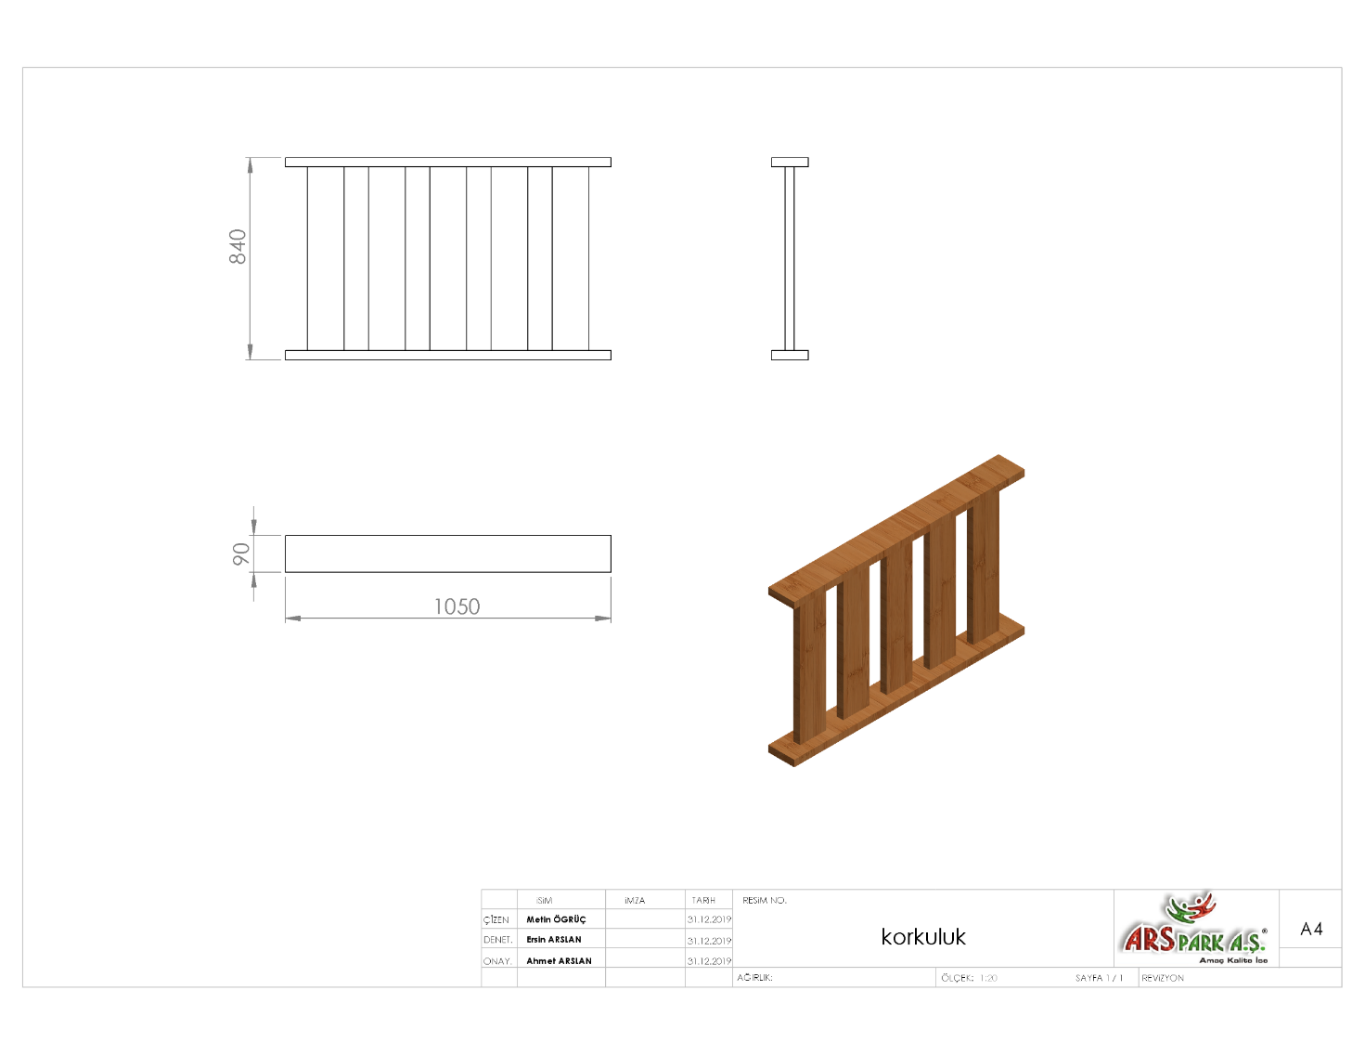 840
90
1050
İSİM İMZA TARİH RESİM NO.
ÇİZEN Metin ÖGRÜÇ 31.12.2019
DENET. Ersin ARSLAN 31.12.2019
ONAY. Ahmet ARSLAN 31.12.2019
korkuluk
ARS PARK A.Ş.®
Amaç Kalite İse
A4
AĞIRLIK: ÖLÇEK: 1:20 SAYFA 1 / 1 REVİZYON